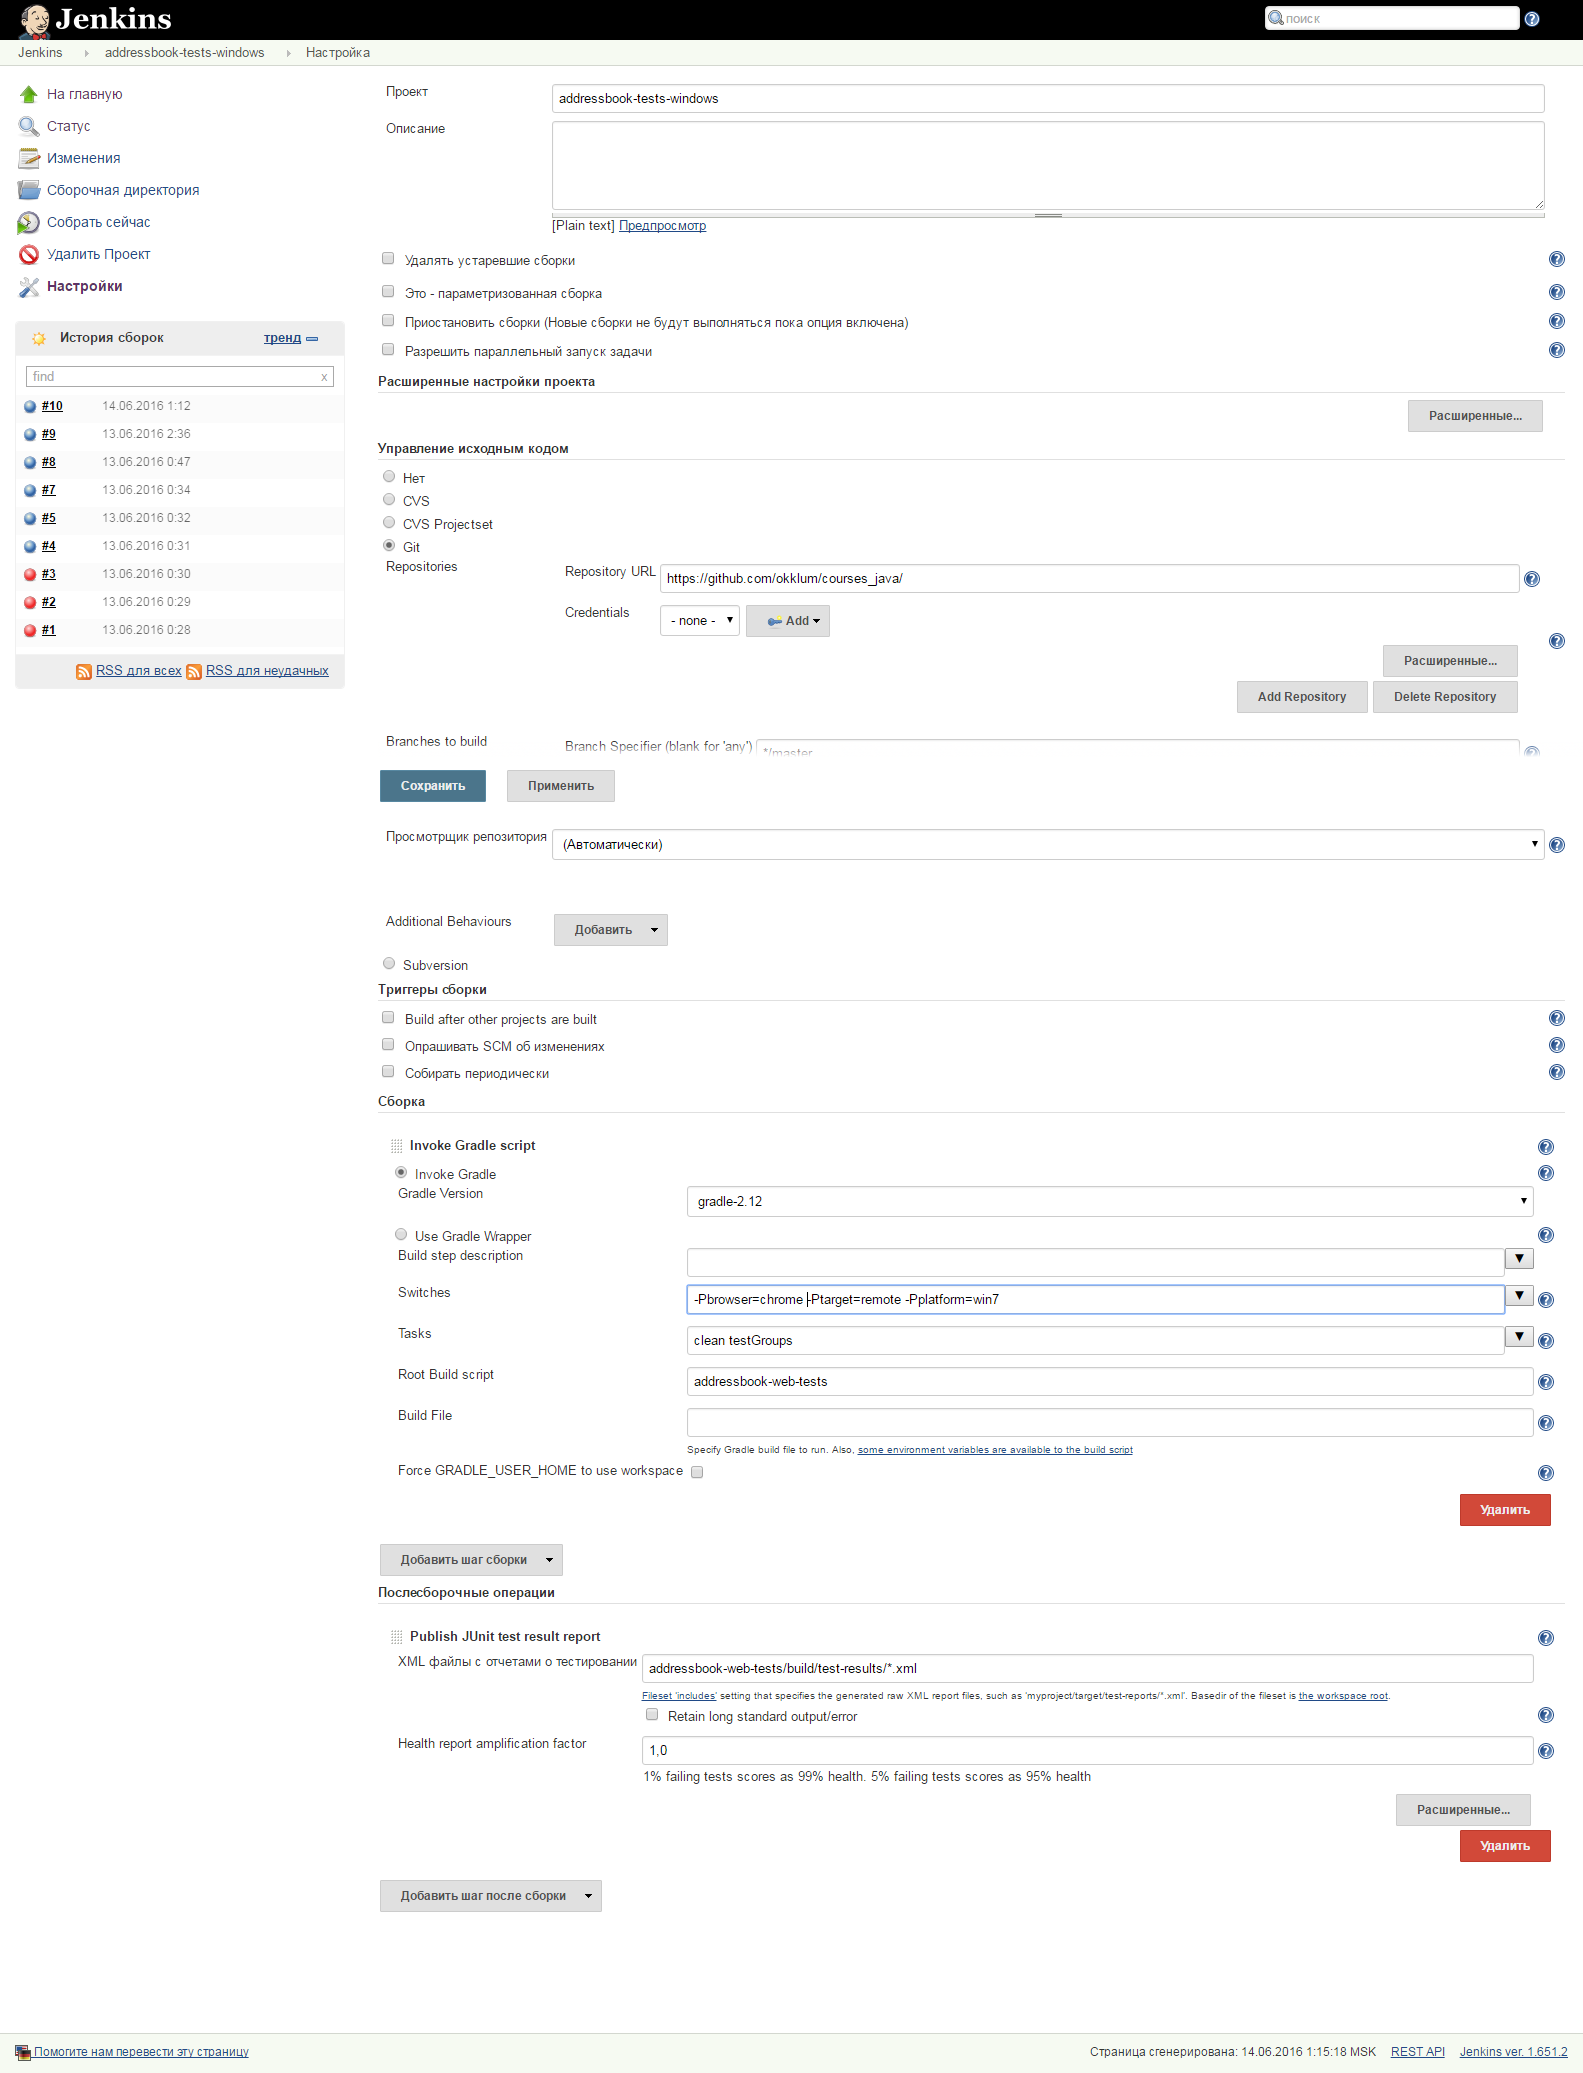 Jenkins
поиск
Jenkins addressbook-tests-windows Настройка
На главную
Статус
Изменения
Сборочная директория
Собрать сейчас
Удалить Проект
Настройки
История сборок тренд
find x
#10 14.06.2016 1:12
#9 13.06.2016 2:36
#8 13.06.2016 0:47
#7 13.06.2016 0:34
#5 13.06.2016 0:32
#4 13.06.2016 0:31
#3 13.06.2016 0:30
#2 13.06.2016 0:29
#1 13.06.2016 0:28
RSS для всех RSS для неудачных
Проект addressbook-tests-windows
Описание
[Plain text] Предпросмотр
Удалять устаревшие сборки
Это - параметризованная сборка
Приостановить сборки (Новые сборки не будут выполняться пока опция включена)
Разрешить параллельный запуск задачи
Расширенные настройки проекта
Расширенные...
Управление исходным кодом
Нет
CVS
CVS Projectset
Git
Repositories
Repository URL https://github.com/okklum/courses_java/
Credentials - none - Add
Расширенные...
Add Repository Delete Repository
Branches to build Branch Specifier (blank for 'any') */master
Сохранить Применить
Просмотрщик репозитория (Автоматически)
Additional Behaviours Добавить
Subversion
Триггеры сборки
Build after other projects are built
Опрашивать SCM об изменениях
Собирать периодически
Сборка
Invoke Gradle script
Invoke Gradle
Gradle Version gradle-2.12
Use Gradle Wrapper
Build step description
Switches -Pbrowser=chrome -Ptarget=remote -Pplatform=win7
Tasks clean testGroups
Root Build script addressbook-web-tests
Build File
Specify Gradle build file to run. Also, some environment variables are available to the build script
Force GRADLE_USER_HOME to use workspace
Удалить
Добавить шаг сборки
Послесборочные операции
Publish JUnit test result report
XML файлы с отчетами о тестировании addressbook-web-tests/build/test-results/*.xml
Fileset 'includes' setting that specifies the generated raw XML report files, such as 'myproject/target/test-reports/*.xml'. Basedir of the fileset is the workspace root.
Retain long standard output/error
Health report amplification factor 1,0
1% failing tests scores as 99% health. 5% failing tests scores as 95% health
Расширенные...
Удалить
Добавить шаг после сборки
Помогите нам перевести эту страницу
Страница сгенерирована: 14.06.2016 1:15:18 MSK REST API Jenkins ver. 1.651.2